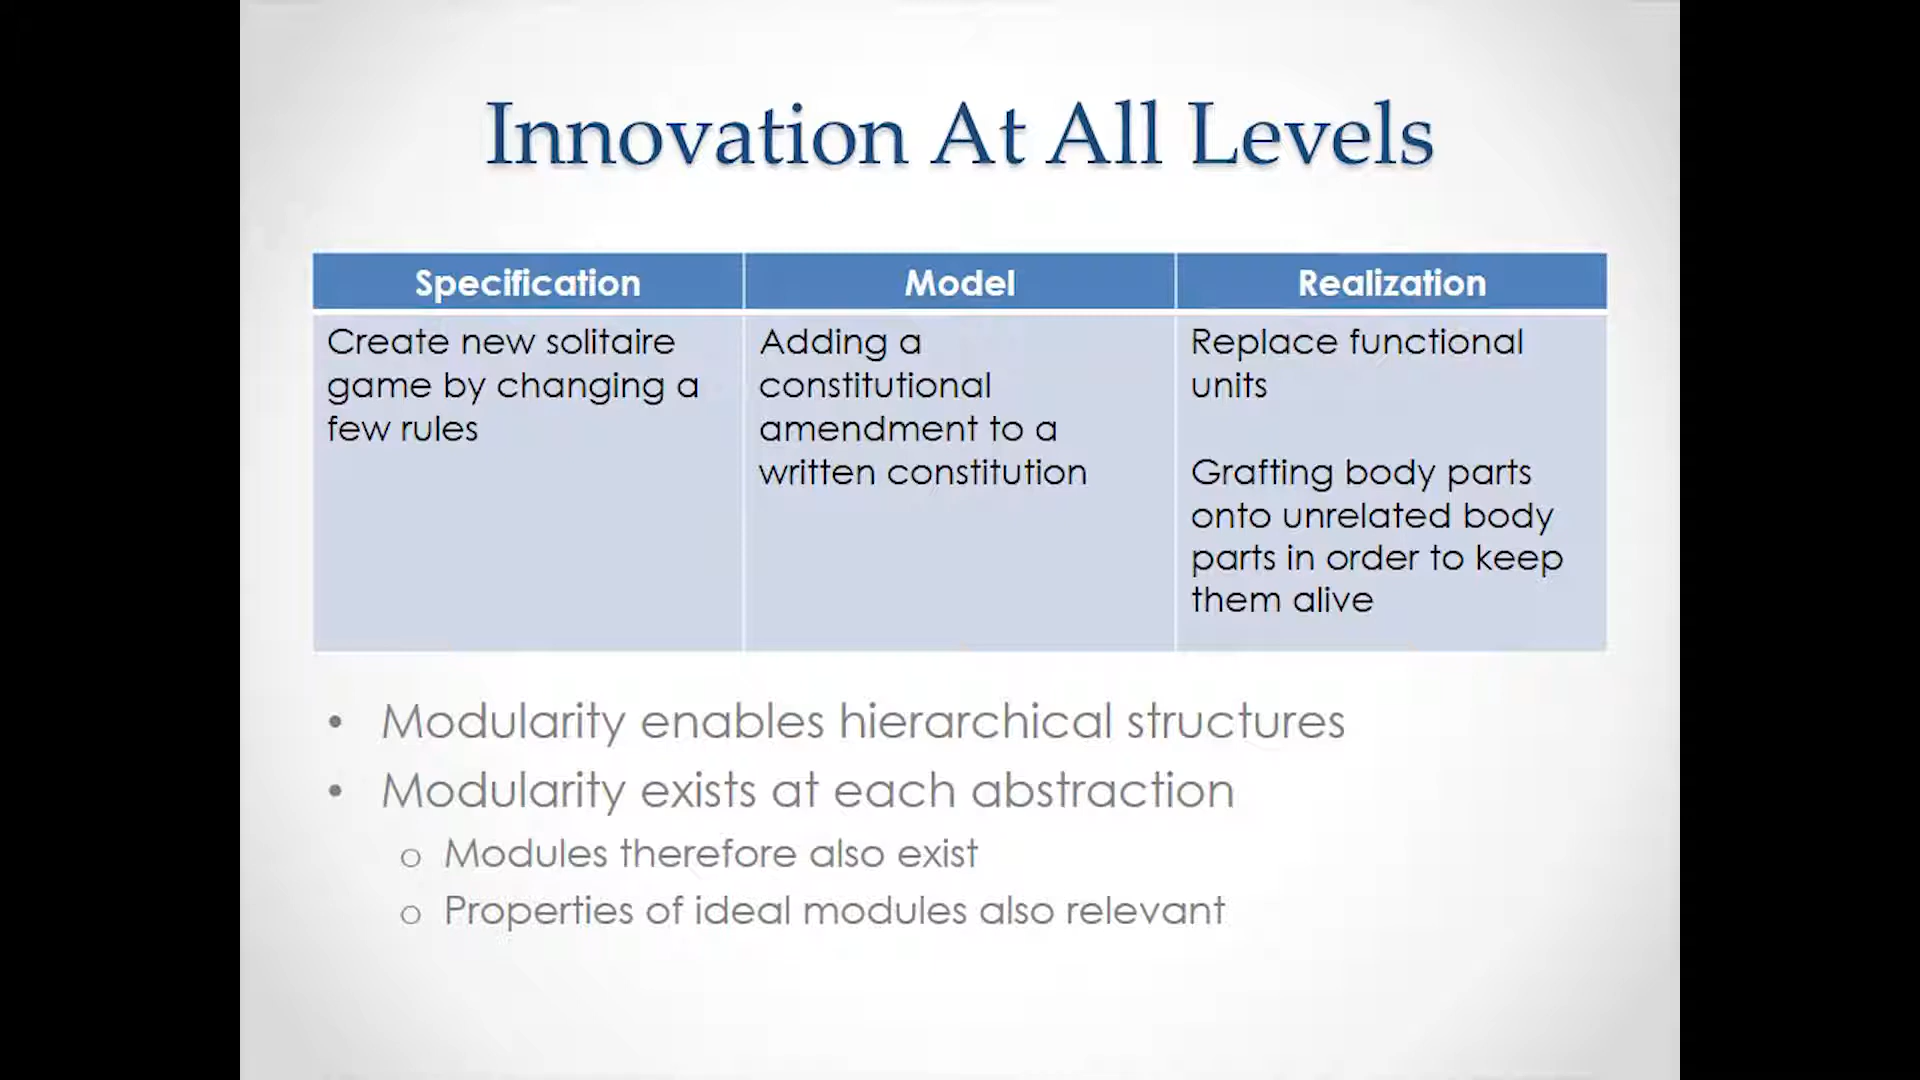 Innovation At All Levels
Specification
Model
Realization
Create new solitaire
game by changing a
few rules
Adding a
constitutional
amendment to a
written constitution
Replace functional
units
Grafting body parts
onto unrelated body
parts in order to keep
them alive
• Modularity enables hierarchical structures
• Modularity exists at each abstraction
o Modules therefore also exist
o Properties of ideal modules also relevant